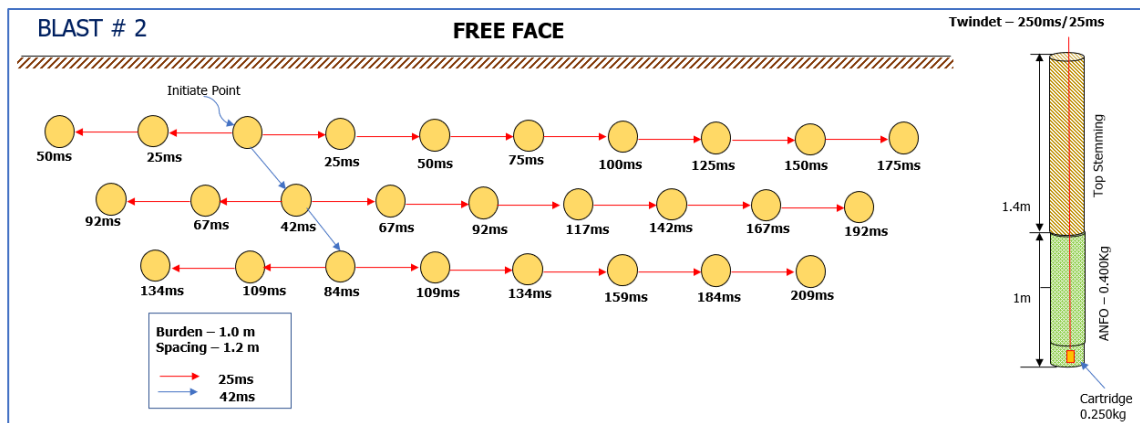 BLAST # 2
FREE FACE
Twindet – 250ms/25ms
Initiate Point
50ms
25ms
25ms
50ms
75ms
100ms
125ms
150ms
175ms
92ms
67ms
42ms
67ms
92ms
117ms
142ms
167ms
192ms
134ms
109ms
84ms
109ms
134ms
159ms
184ms
209ms
Burden – 1.0 m
Spacing – 1.2 m
25ms
42ms
Top Stemming
1.4m
1m
ANFO – 0.400Kg
Cartridge
0.250kg